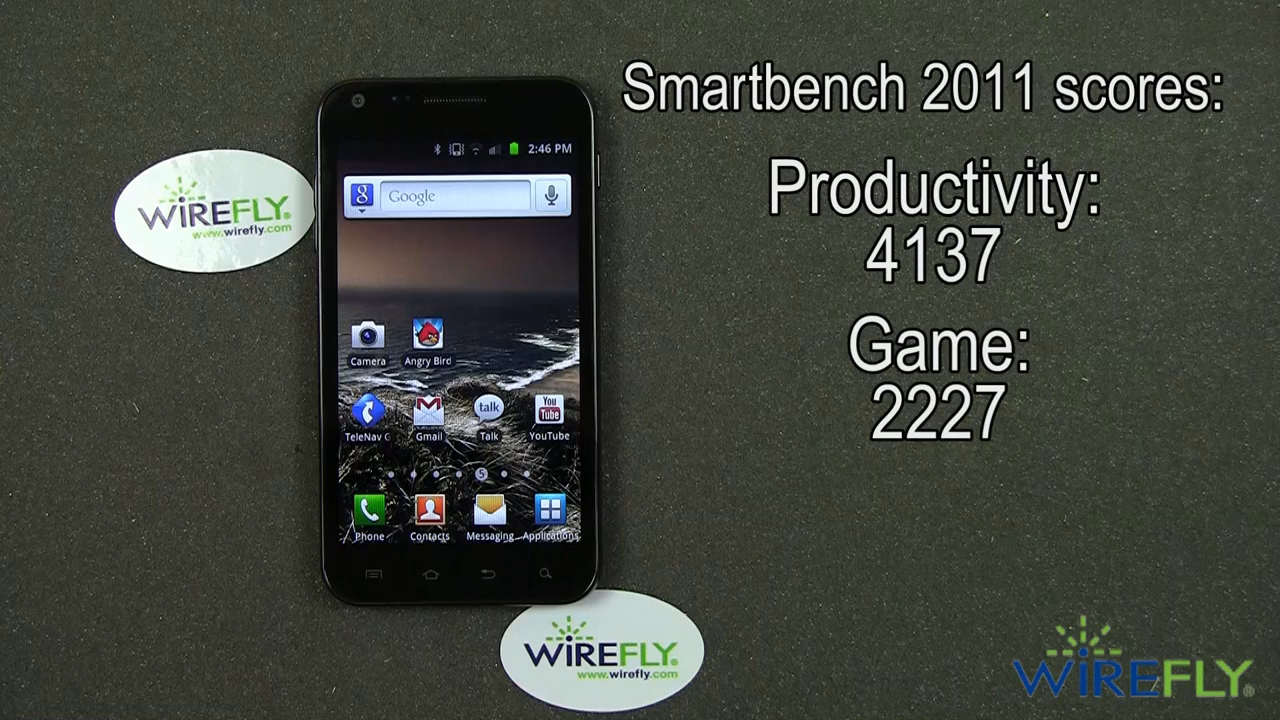 Smartbench 2011 scores:
Productivity:
4137
Game:
2227
WIREFLY.
www.wirefly.com
2:46 PM
8 Google
Camera Angry Bird
talk You Tube
TeleNav G Gmail Talk YouTube
5
Phone Contacts Messaging Applications
WIREFLY.
www.wirefly.com
WIREFLY®